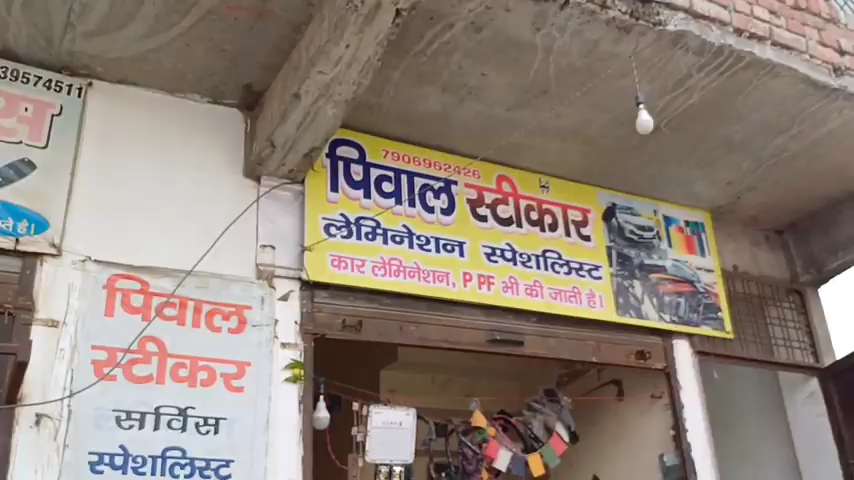 39574511
7906962426
पिवाल स्टीकार
लेमिनेशन स्पेशलिस्ट
कार लेमिनेशन, P PF भी की जाती है।
पिवाल
स्टीकर
सर्विस
स्पेशलिस्ट